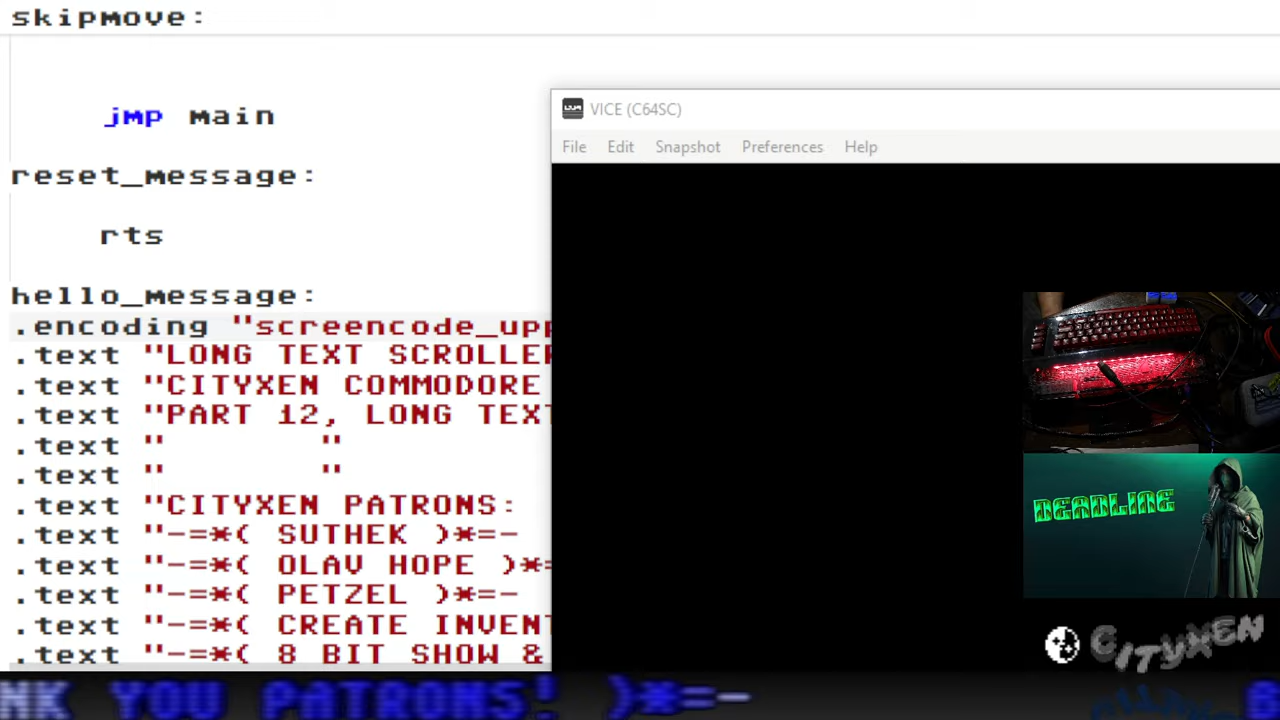 skipmove:
jmp main
reset_message:
rts
hello_message:
.encoding "screencode_upp
.text "LONG TEXT SCROLLER
.text "CITYXEN COMMODORE
.text "PART 12, LONG TEXT
.text "        "
.text "        "
.text "CITYXEN PATRONS:
.text "-=*( SUTHEK )*=-
.text "-=*( OLAV HOPE )*=
.text "-=*( PETZEL )*=-
.text "-=*( CREATE INVENT
.text "-=*( 8 BIT SHOW &
VICE (C64SC)
File Edit Snapshot Preferences Help
DEADLINE
CITYXEN
NK YOU PATRONS! )*=-